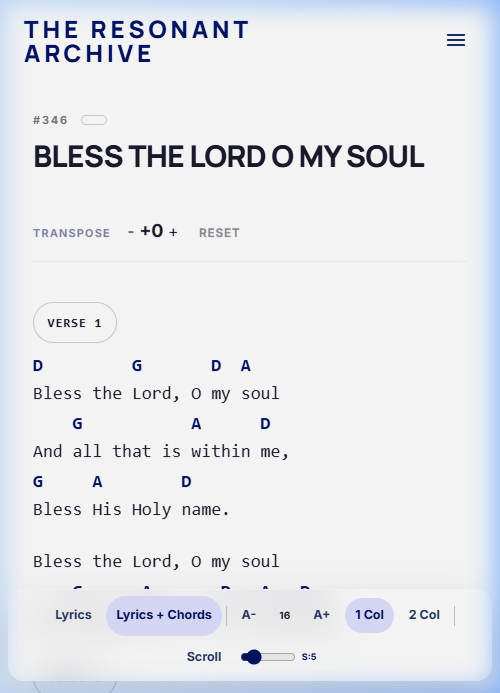 THE RESONANT
ARCHIVE
#346
BLESS THE LORD O MY SOUL
TRANSPOSE - +0 + RESET
VERSE 1
D G D A
Bless the Lord, O my soul
G A D
And all that is within me,
G A D
Bless His Holy name.
Bless the Lord, O my soul
Lyrics Lyrics + Chords A- 16 A+ 1 Col 2 Col
Scroll S:5